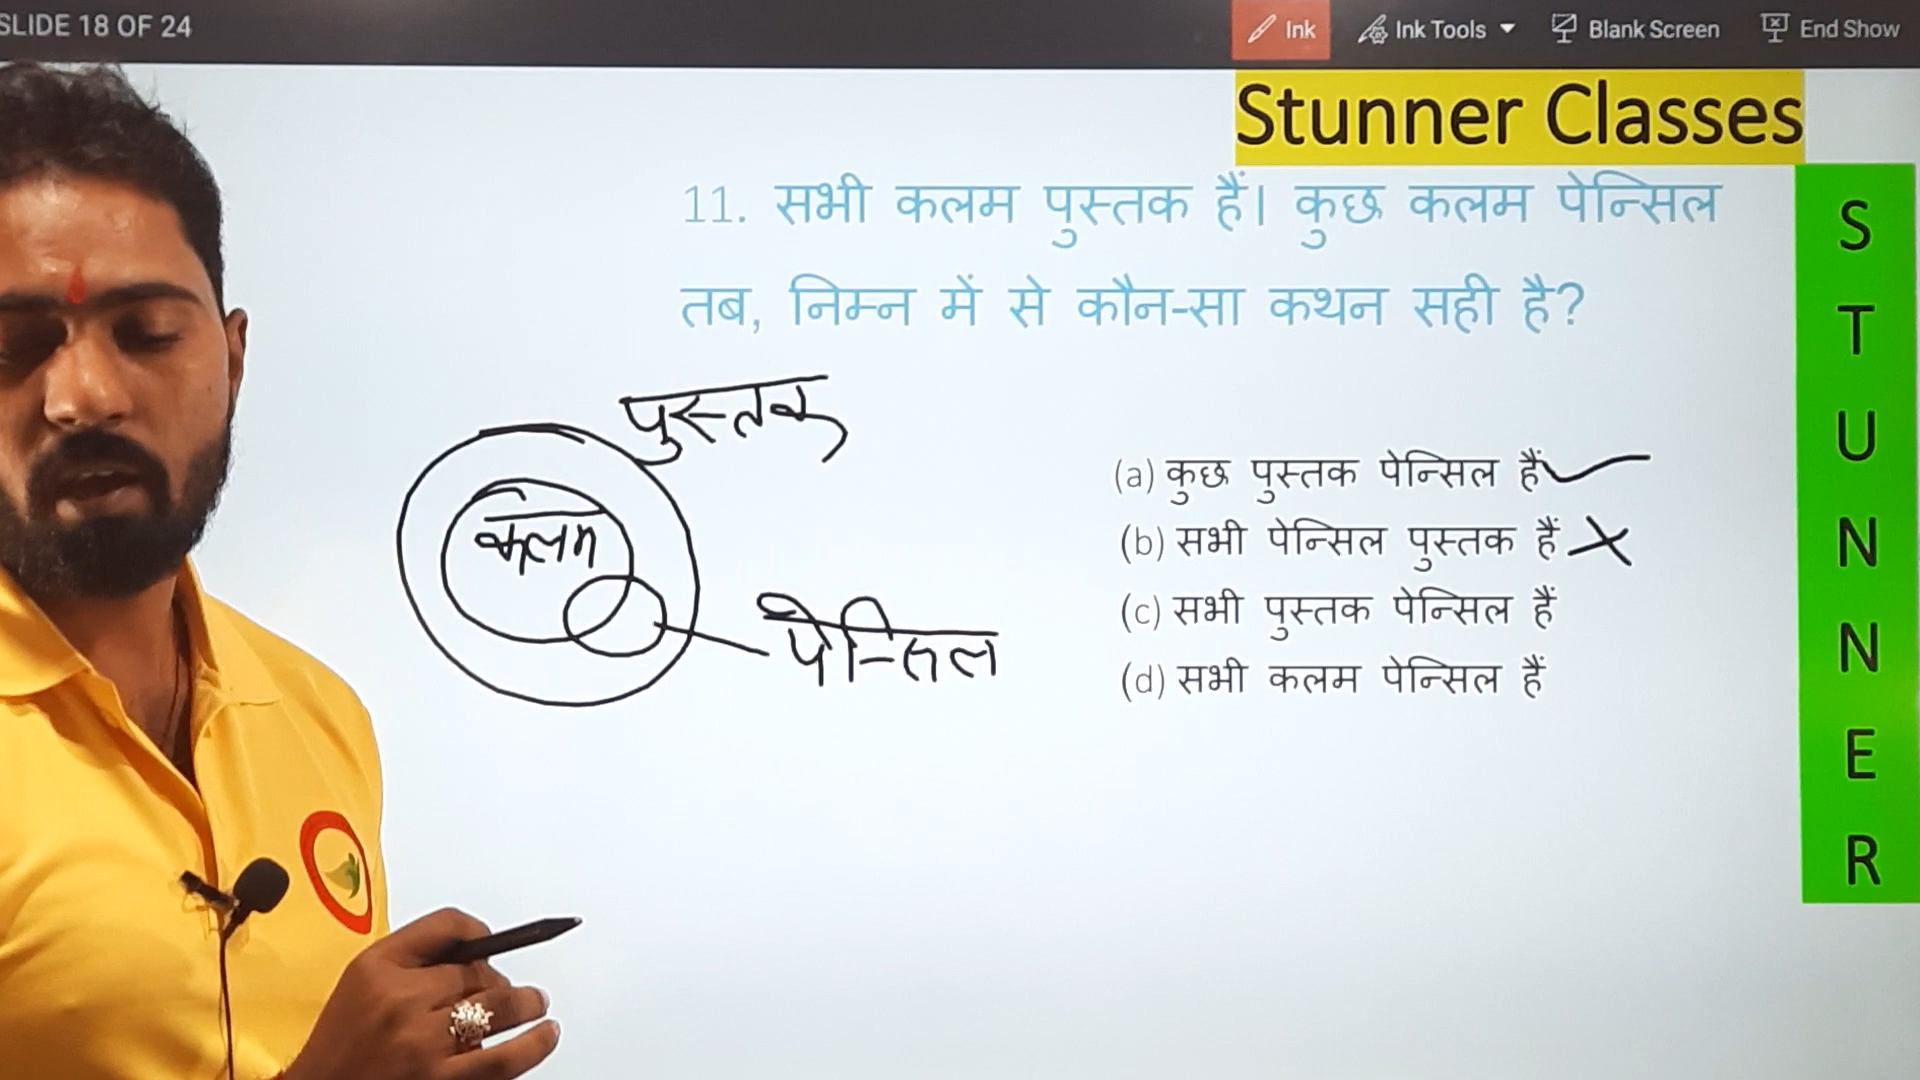 SLIDE 18 OF 24
Ink
Ink Tools
Blank Screen
End Show
Stunner Classes
11. सभी कलम पुस्तक हैं। कुछ कलम पेन्सिल
तब, निम्न में से कौन-सा कथन सही है?
पुस्तक
कलम
पेन्सिल
(a) कुछ पुस्तक पेन्सिल हैं
(b) सभी पेन्सिल पुस्तक हैं
(c) सभी पुस्तक पेन्सिल हैं
(d) सभी कलम पेन्सिल हैं
S
T
U
N
N
E
R